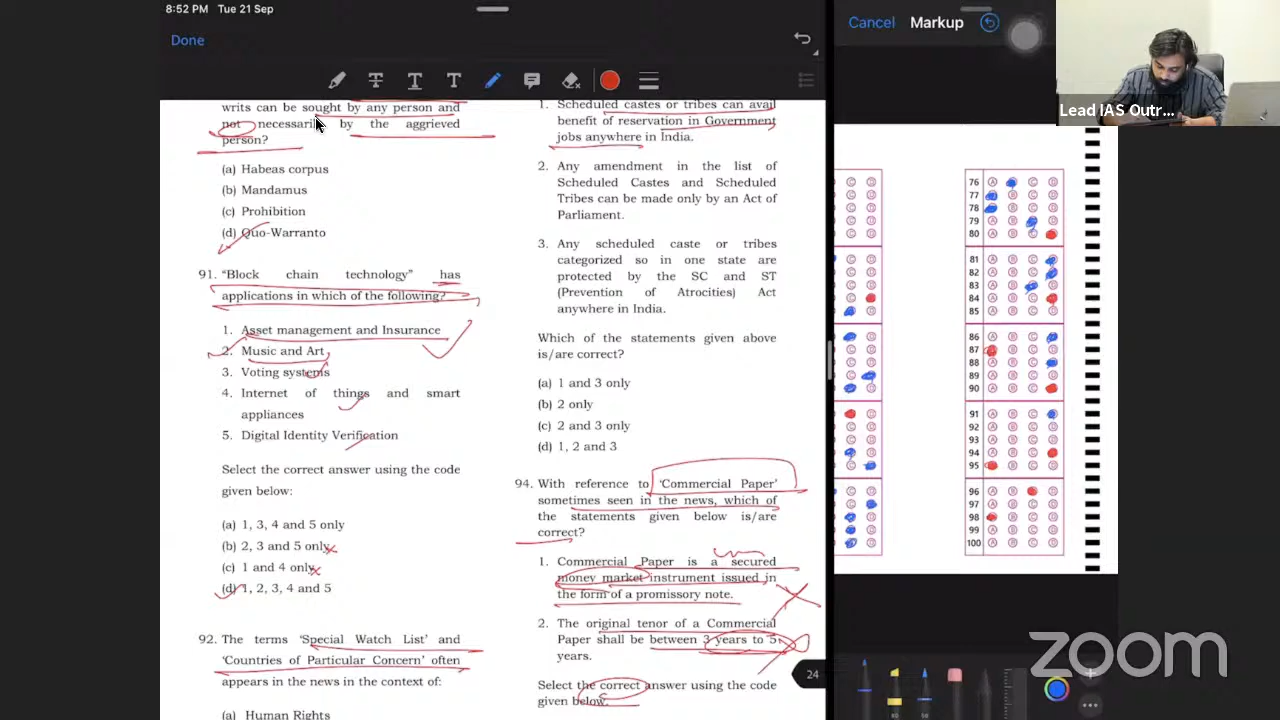 8:52 PM Tue 21 Sep
Done
Cancel
Markup
Lead IAS Outr...
writs can be sought by any person and
not necessarily by the aggrieved
person?
(a) Habeas corpus
(b) Mandamus
(c) Prohibition
(d) Quo-Warranto
91. "Block chain technology" has
applications in which of the following?
1. Asset management and Insurance
2. Music and Art
3. Voting systems
4. Internet of things and smart
appliances
5. Digital Identity Verification
Select the correct answer using the code
given below:
(a) 1, 3, 4 and 5 only
(b) 2, 3 and 5 only
(c) 1 and 4 only
(d) 1, 2, 3, 4 and 5
92. The terms 'Special Watch List' and
'Countries of Particular Concern' often
appears in the news in the context of:
(a) Human Rights
1. Scheduled castes or tribes can avail
benefit of reservation in Government
jobs anywhere in India.
2. Any amendment in the list of
Scheduled Castes and Scheduled
Tribes can be made only by an Act of
Parliament.
3. Any scheduled caste or tribes
categorized so in one state are
protected by the SC and ST
(Prevention of Atrocities) Act
anywhere in India.
Which of the statements given above
is/are correct?
(a) 1 and 3 only
(b) 2 only
(c) 2 and 3 only
(d) 1, 2 and 3
94. With reference to 'Commercial Paper'
sometimes seen in the news, which of
the statements given below is/are
correct?
1. Commercial Paper is a secured
money market instrument issued in
the form of a promissory note.
2. The original tenor of a Commercial
Paper shall be between 3 years to 5
years.
Select the correct answer using the code
given below:
24
76
77
78
79
80
81
82
83
84
85
86
87
88
89
90
91
92
93
94
95
96
97
98
99
100
zoom